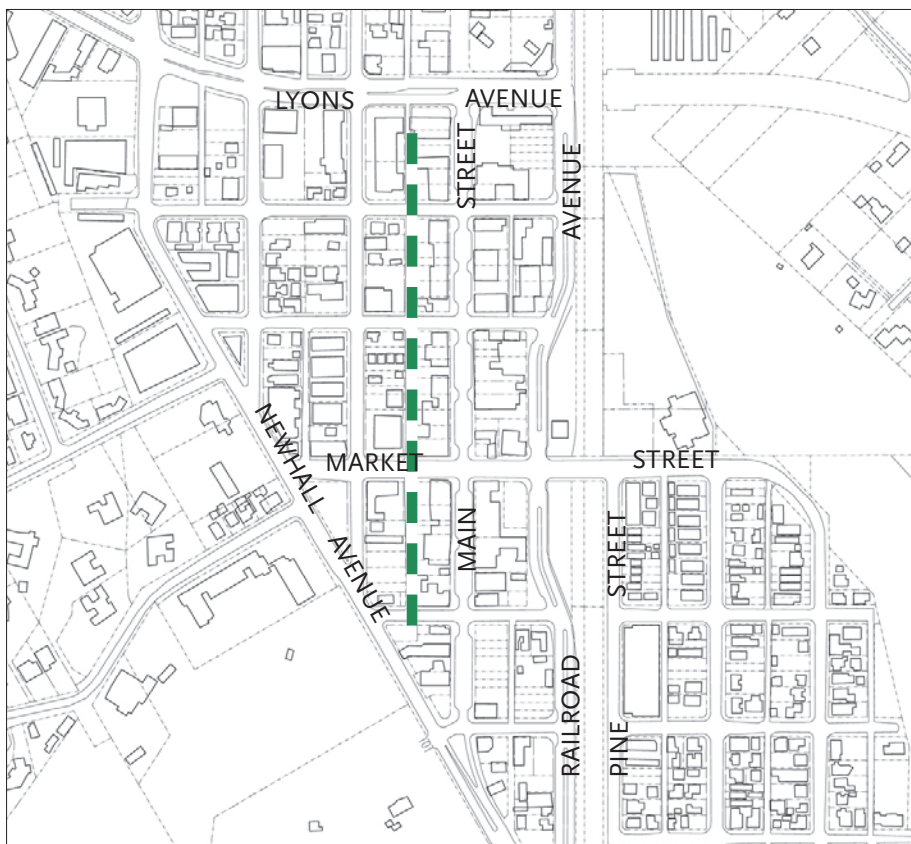 LYONS AVENUE
STREET
AVENUE
NEWHALL
AVENUE
MARKET STREET
MAIN
STREET
RAILROAD
PINE